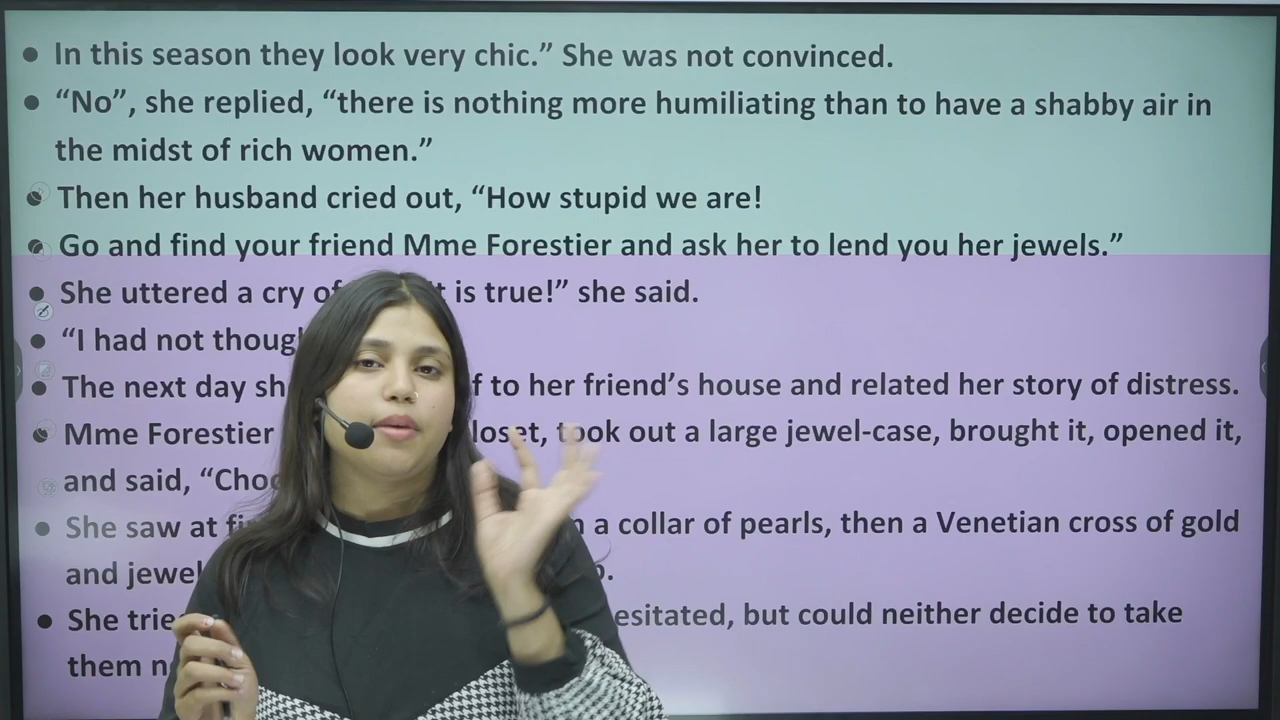 • In this season they look very chic.” She was not convinced.
• “No”, she replied, “there is nothing more humiliating than to have a shabby air in
the midst of rich women.”
• Then her husband cried out, “How stupid we are!
• Go and find your friend Mme Forestier and ask her to lend you her jewels.”
• She uttered a cry of t is true!” she said.
• “I had not though
• The next day sh f to her friend’s house and related her story of distress.
• Mme Forestier loset, took out a large jewel-case, brought it, opened it,
and said, “Choo
• She saw at fi n a collar of pearls, then a Venetian cross of gold
and jewel
• She trie esitated, but could neither decide to take
them n